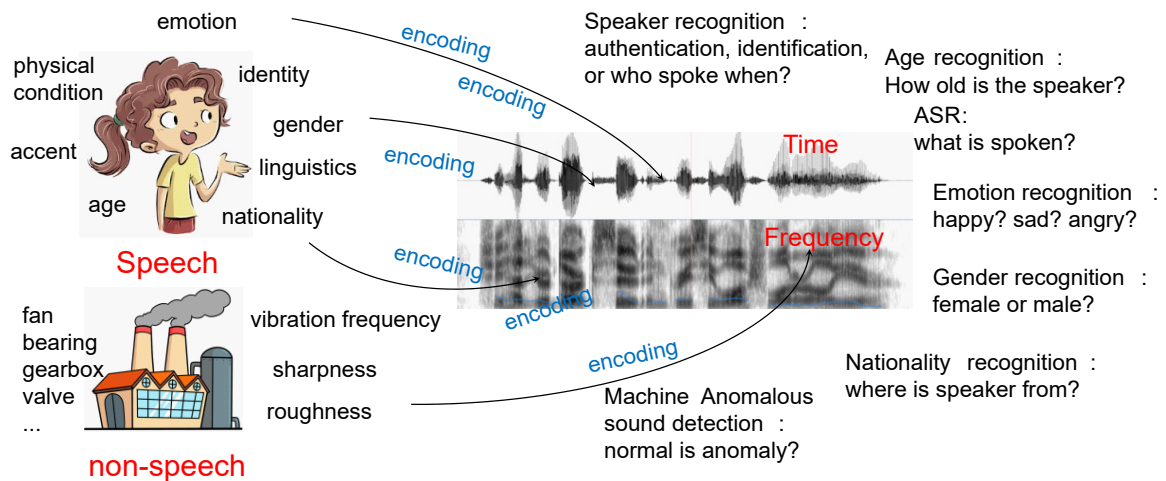 emotion
physical
condition
identity
gender
accent
linguistics
age
nationality
Speech
fan
bearing
gearbox
valve
...
vibration frequency
sharpness
roughness
non-speech
encoding
encoding
encoding
encoding
encoding
encoding
Time
Frequency
Speaker recognition :
authentication, identification,
or who spoke when?
Age recognition :
How old is the speaker?
ASR:
what is spoken?
Emotion recognition :
happy? sad? angry?
Gender recognition :
female or male?
Nationality recognition :
where is speaker from?
Machine Anomalous
sound detection :
normal is anomaly?